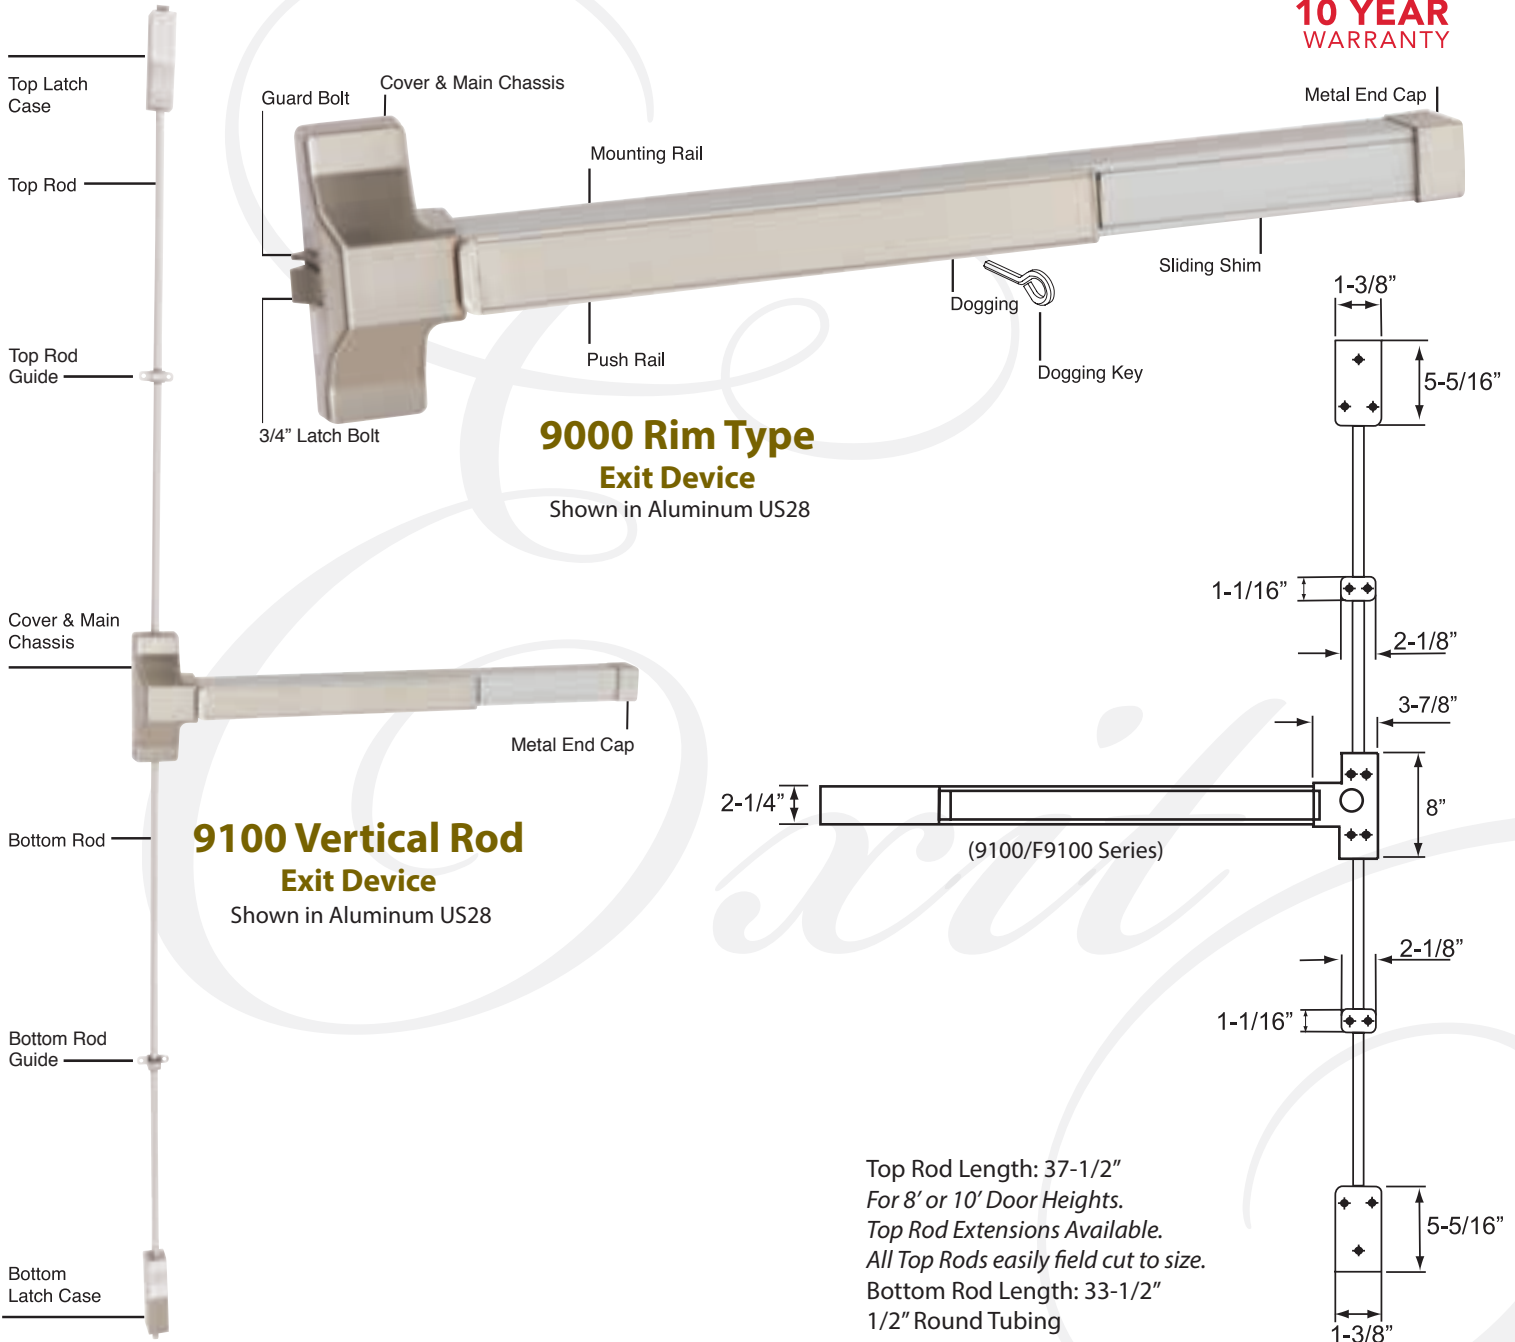 10 YEAR
WARRANTY
Top Latch
Case
Guard Bolt
Cover & Main Chassis
Metal End Cap
Mounting Rail
Top Rod
Sliding Shim
Dogging
Top Rod
Guide
Push Rail
Dogging Key
3/4” Latch Bolt
9000 Rim Type
Exit Device
Shown in Aluminum US28
1-3/8”
5-5/16”
1-1/16”
2-1/8”
3-7/8”
Cover & Main
Chassis
Metal End Cap
2-1/4”
8”
(9100/F9100 Series)
Bottom Rod
9100 Vertical Rod
Exit Device
Shown in Aluminum US28
2-1/8”
1-1/16”
Bottom Rod
Guide
Top Rod Length: 37-1/2”
For 8’ or 10’ Door Heights.
Top Rod Extensions Available.
All Top Rods easily field cut to size.
Bottom Rod Length: 33-1/2”
1/2” Round Tubing
5-5/16”
1-3/8”
Bottom
Latch Case
Exit